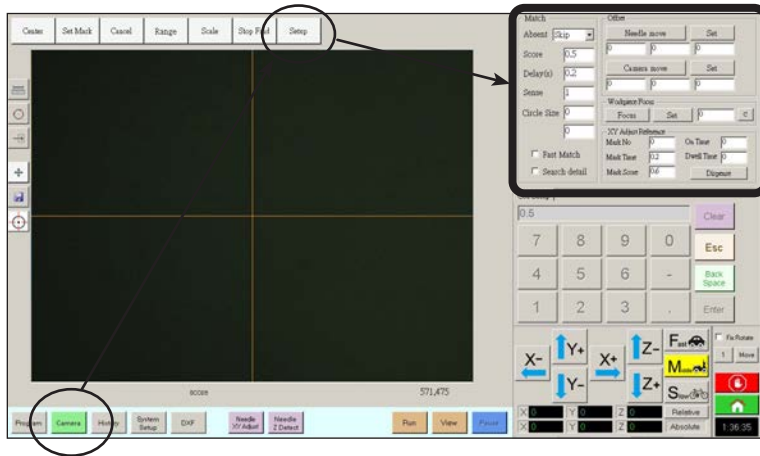 Center Set Mark Cancel Range Scale Stop Find Setup
Match
Absent Skip
Score 0.5
Delay(s) 0.2
Sense 1
Circle Size 0
0
Fast Match
Search detail
Offset
Needle move Set
0 0 0
Camera move Set
0 0 0
Workpiece Focus
Focus Set 0 C
XY Adjust Reference
Mark No 0 On Time 0
Mark Time 0.2 Dwell Time 0
Mark Score 0.6 Dispense
0.5 Clear
7 8 9 0 Esc
4 5 6 - Back Space
1 2 3 . Enter
X- Y+ X+ Z- Fast
Middle
Y- Z+ Slow
Fix Rotate
1 Move
X 0 Y 0 Z 0 Relative
X 0 Y 0 Z 0 Absolute
1:36:35
score 571,475
Program Camera History System Setup DXF Needle XY Adjust Needle Z Detect Run View Pause